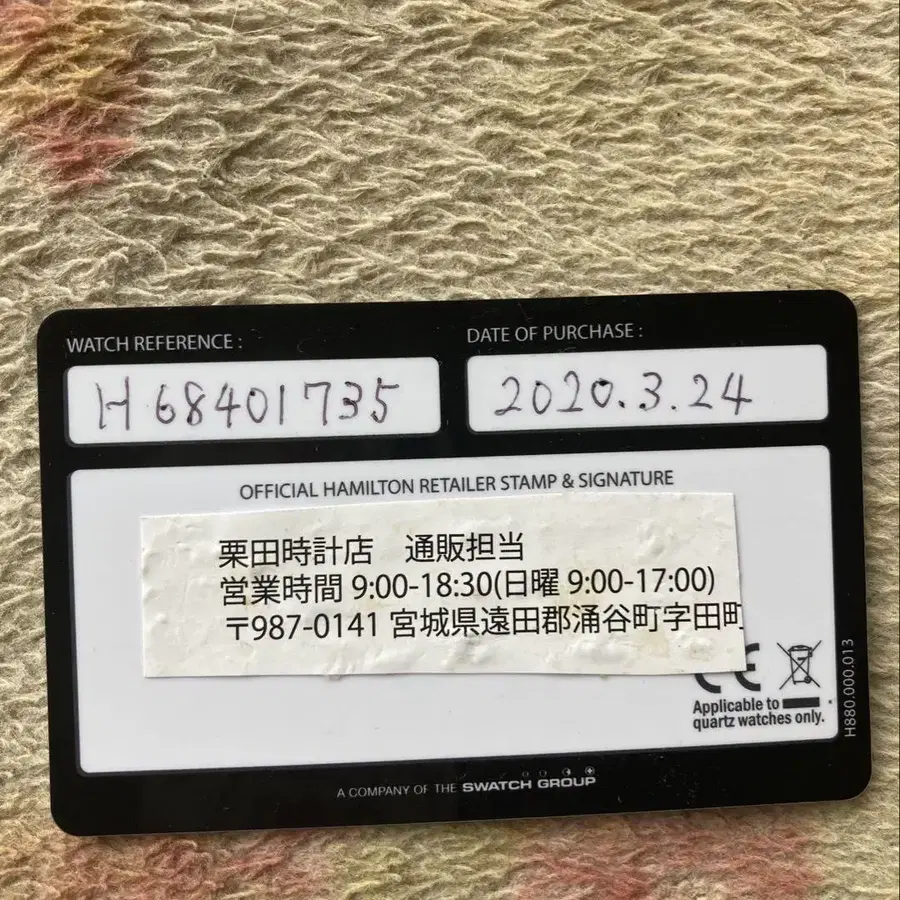 WATCH REFERENCE :
H68401735
DATE OF PURCHASE :
2020.3.24
OFFICIAL HAMILTON RETAILER STAMP & SIGNATURE
栗田時計店 通販担当
営業時間 9:00-18:30(日曜 9:00-17:00)
〒987-0141 宮城県遠田郡涌谷町字田町
CE
Applicable to
quartz watches only.
H880.000.013
A COMPANY OF THE SWATCH GROUP